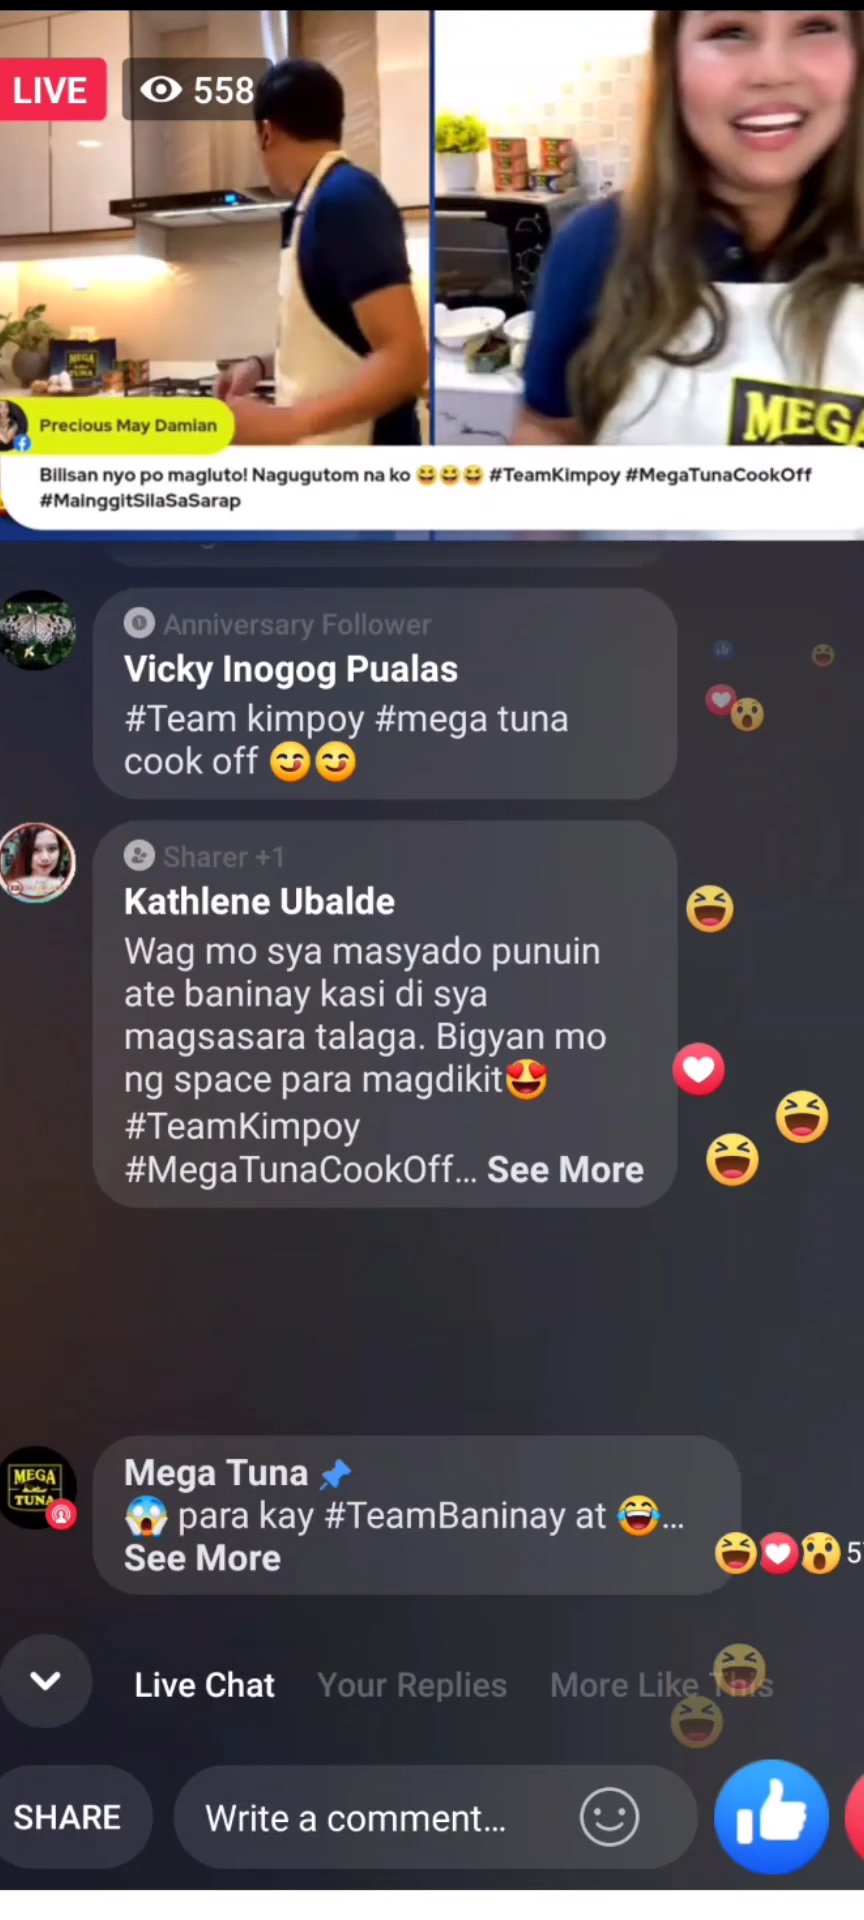 LIVE
558
MEGA
TUNA
MEGA
Precious May Damian
Bilisan nyo po magluto! Nagugutom na ko 😆😆😆 #TeamKimpoy #MegaTunaCookOff
#MainggitSilaSaSarap
Anniversary Follower
Vicky Inogog Pualas
#Team kimpoy #mega tuna
cook off 😋😋
Sharer +1
Kathlene Ubalde
Wag mo sya masyado punuin
ate baninay kasi di sya
magsasara talaga. Bigyan mo
ng space para magdikit😍
#TeamKimpoy
#MegaTunaCookOff... See More
MEGA
TUNA
Mega Tuna 📌
😱 para kay #TeamBaninay at 😂...
See More
Live Chat Your Replies More Like This
SHARE Write a comment...